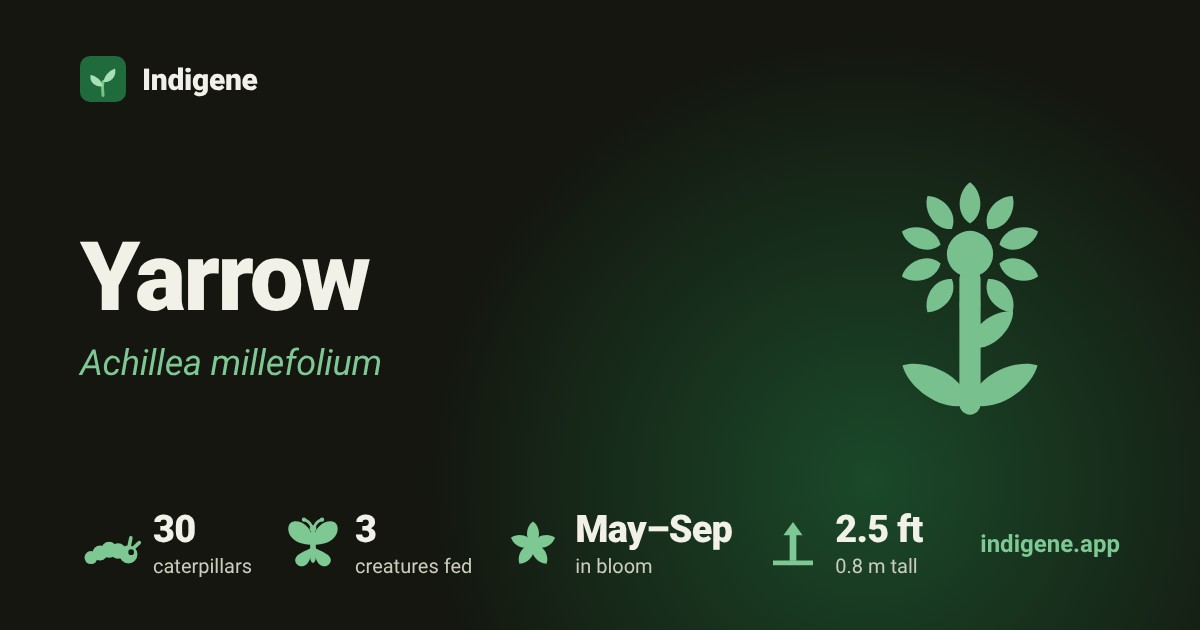 Indigene
Yarrow
Achillea millefolium
30
caterpillars
3
creatures fed
May–Sep
in bloom
2.5 ft
0.8 m tall
indigene.app